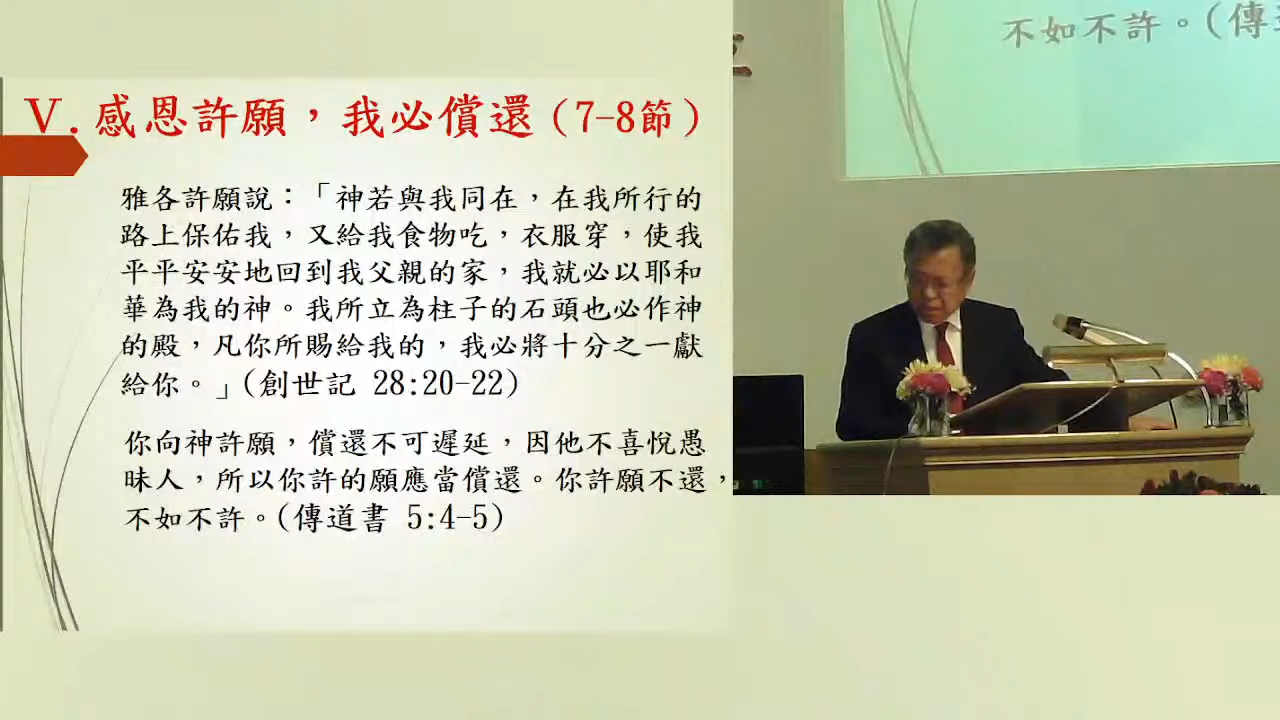 V. 感恩許願，我必償還(7-8節)
雅各許願說：「神若與我同在，在我所行的
路上保佑我，又給我食物吃，衣服穿，使我
平平安安地回到我父親的家，我就必以耶和
華為我的神。我所立為柱子的石頭也必作神
的殿，凡你所賜給我的，我必將十分之一獻
給你。」(創世記 28:20-22)
你向神許願，償還不可遲延，因他不喜悅愚
昧人，所以你許的願應當償還。你許願不還，
不如不許。(傳道書 5:4-5)
不如不許。(傳